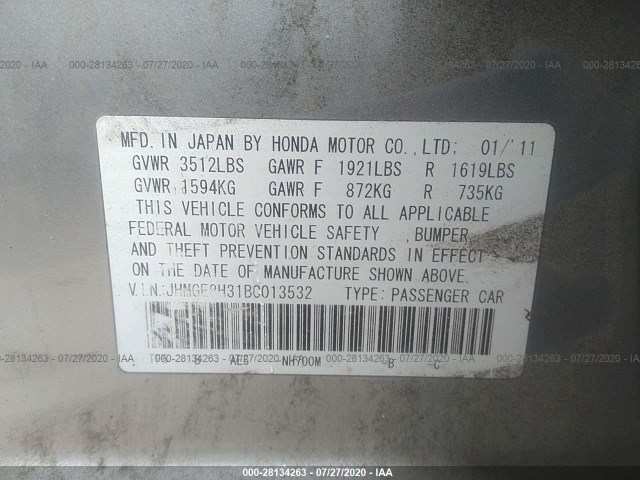 000-28134263 - 07/27/2020 - IAA
MFD. IN JAPAN BY HONDA MOTOR CO.,LTD; 01/'11
GVWR 3512LBS GAWR F 1921LBS R 1619LBS
GVWR 1594KG GAWR F 872KG R 735KG
THIS VEHICLE CONFORMS TO ALL APPLICABLE
FEDERAL MOTOR VEHICLE SAFETY ,BUMPER
AND THEFT PREVENTION STANDARDS IN EFFECT
ON THE DATE OF MANUFACTURE SHOWN ABOVE.
V.I.N.:JHMGE8H31BC013532 TYPE: PASSENGER CAR
B NH700M -B -C
000-28134263 - 07/27/2020 - IAA